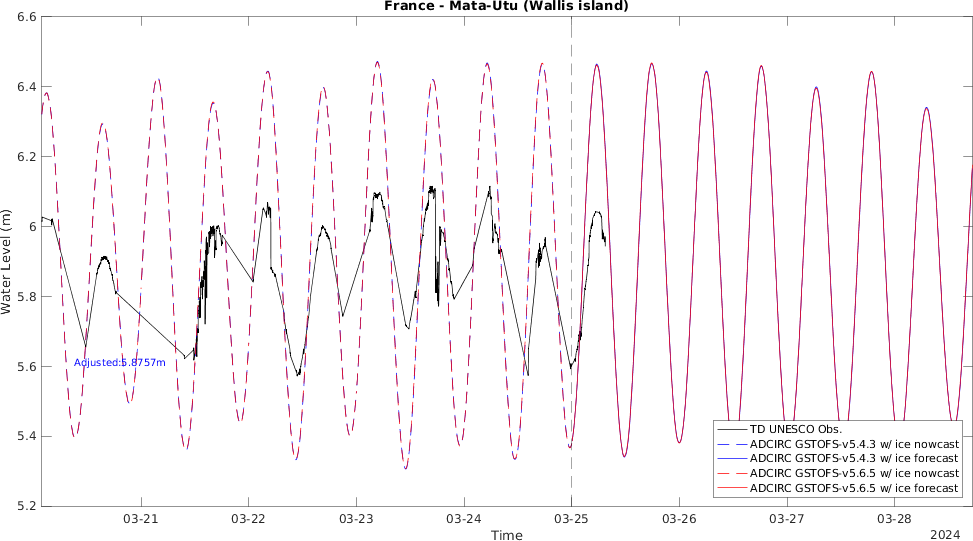 France - Mata-Utu (Wallis island)
6.6
6.4
6.2
6
5.8
5.6
5.4
5.2
Water Level (m)
Adjusted:5.8757m
TD UNESCO Obs.
ADCIRC GSTOFS-v5.4.3 w/ ice nowcast
ADCIRC GSTOFS-v5.4.3 w/ ice forecast
ADCIRC GSTOFS-v5.6.5 w/ ice nowcast
ADCIRC GSTOFS-v5.6.5 w/ ice forecast
03-21 03-22 03-23 03-24 03-25 03-26 03-27 03-28
Time
2024